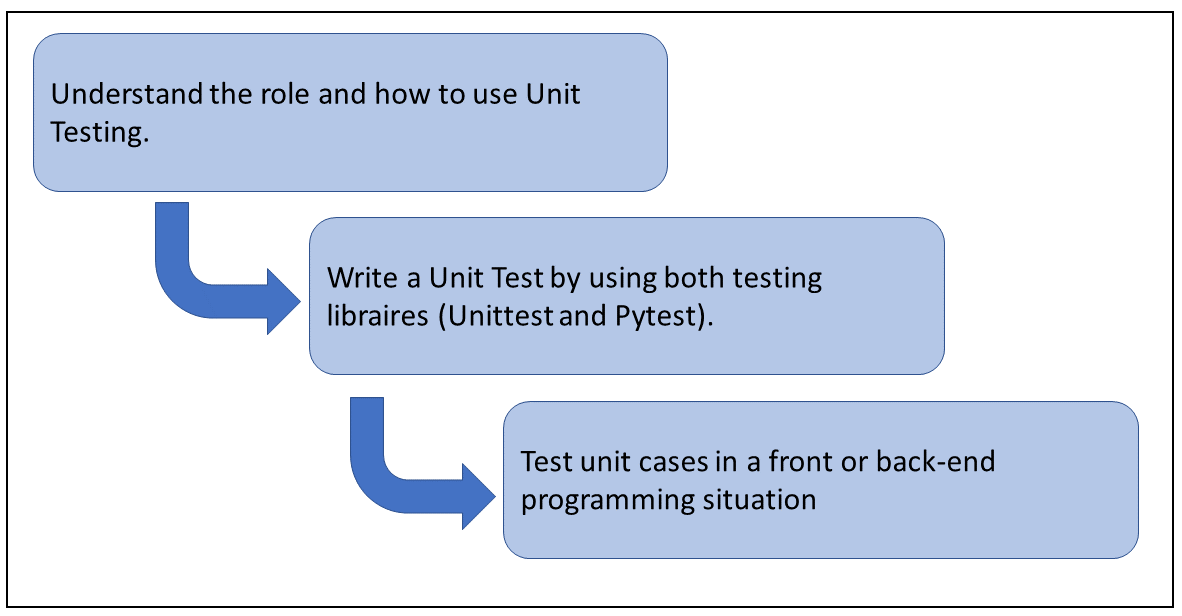 Understand the role and how to use Unit
Testing.
Write a Unit Test by using both testing
libraires (Unittest and Pytest).
Test unit cases in a front or back-end
programming situation